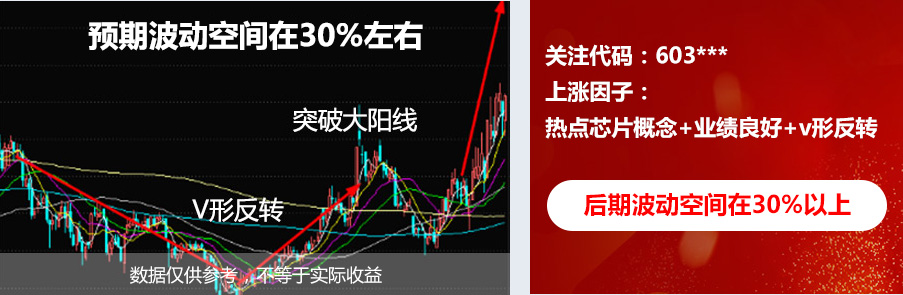 预期波动空间在30%左右
突破大阳线
V形反转
数据仅供参考，不等于实际收益
关注代码：603***
上涨因子：
热点芯片概念+业绩良好+v形反转
后期波动空间在30%以上